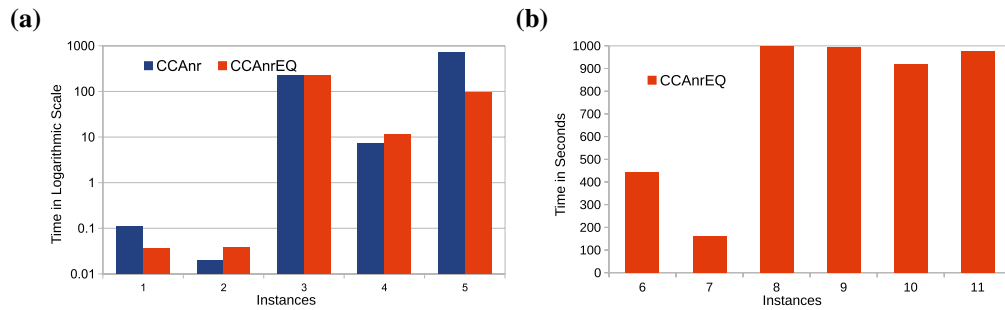 (a)
Time in Logarithmic Scale
1000
100
10
1
0.1
0.01
CCAnr CCAnrEQ
1 2 3 4 5
Instances
(b)
Time in Seconds
1000
900
800
700
600
500
400
300
200
100
0
CCAnrEQ
6 7 8 9 10 11
Instances